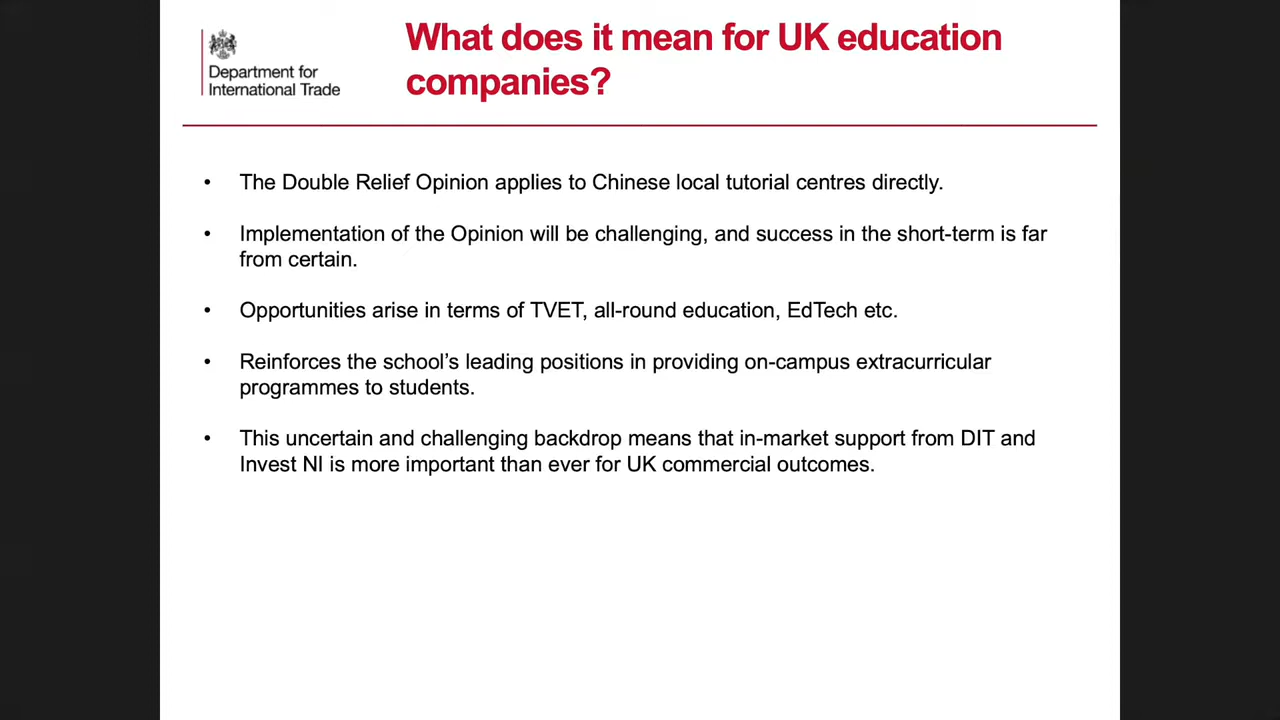 Department for
International Trade
What does it mean for UK education
companies?
• The Double Relief Opinion applies to Chinese local tutorial centres directly.
• Implementation of the Opinion will be challenging, and success in the short-term is far
from certain.
• Opportunities arise in terms of TVET, all-round education, EdTech etc.
• Reinforces the school’s leading positions in providing on-campus extracurricular
programmes to students.
• This uncertain and challenging backdrop means that in-market support from DIT and
Invest NI is more important than ever for UK commercial outcomes.